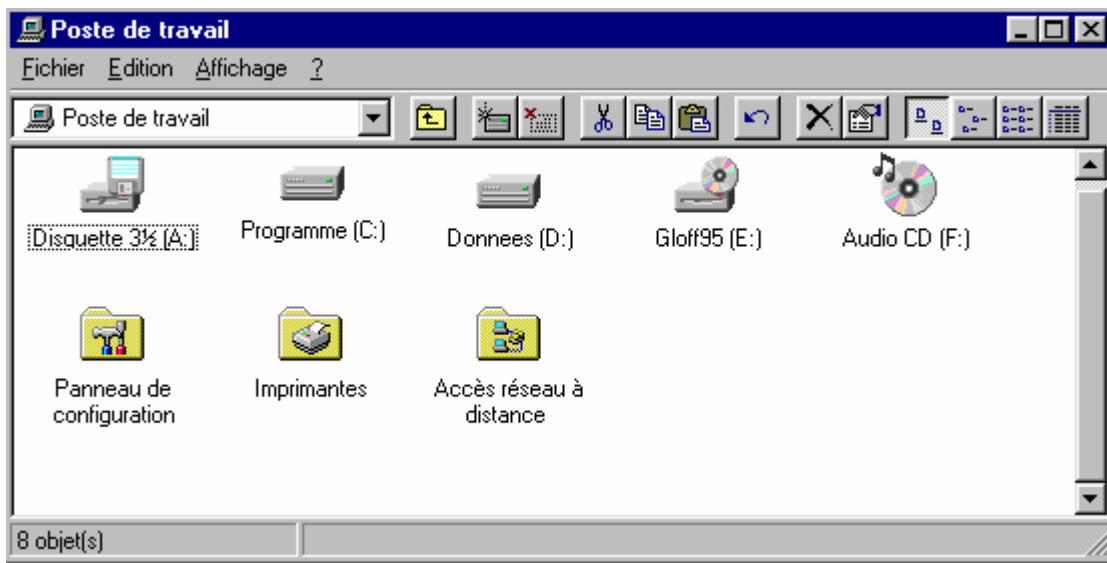 Poste de travail
Fichier Edition Affichage ?
Poste de travail
Disquette 3½ (A:) Programme (C:) Donnees (D:) Gloff95 (E:) Audio CD (F:)
Panneau de configuration
Imprimantes
Accès réseau à distance
8 objet(s)